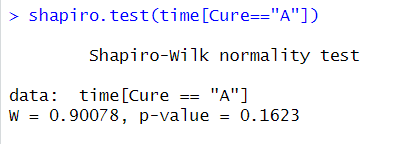 > shapiro.test(time[Cure=="A"])
Shapiro-Wilk normality test
data:  time[Cure == "A"]
W = 0.90078, p-value = 0.1623